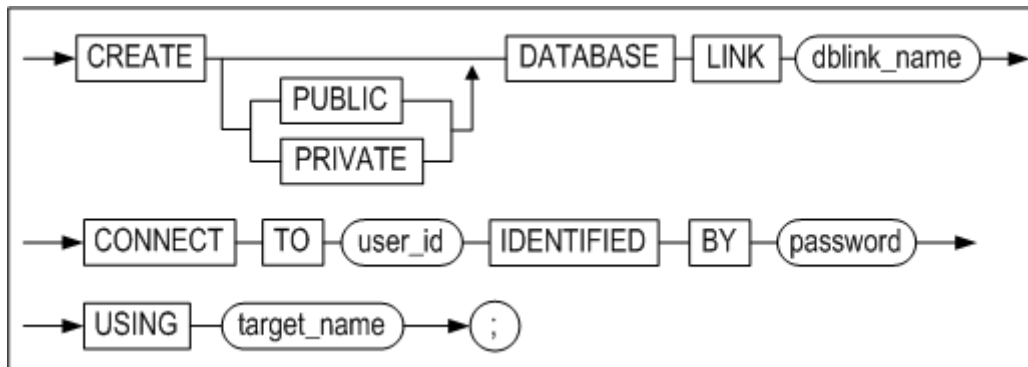 CREATE DATABASE LINK dblink_name
PUBLIC
PRIVATE
CONNECT TO user_id IDENTIFIED BY password
USING target_name ;